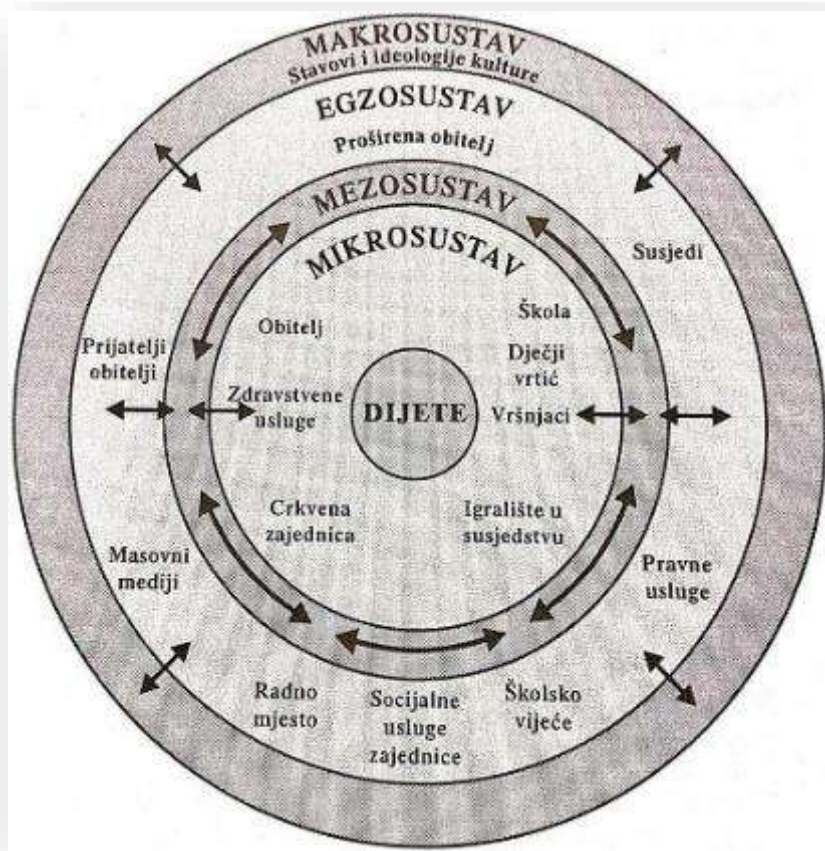 MAKROSUSTAV
Stavovi i ideologije kulture
EGZOSUSTAV
Proširena obitelj
MEZOSUSTAV
MIKROSUSTAV
Susjedi
Škola
Obitelj
Prijatelji
obitelji
Dječji
vrtić
Zdravstvene
usluge
DIJETE
Vršnjaci
Crkvena
zajednica
Igralište u
susjedstvu
Masovni
mediji
Pravne
usluge
Radno
mjesto
Socijalne
usluge
zajednice
Školsko
vijeće